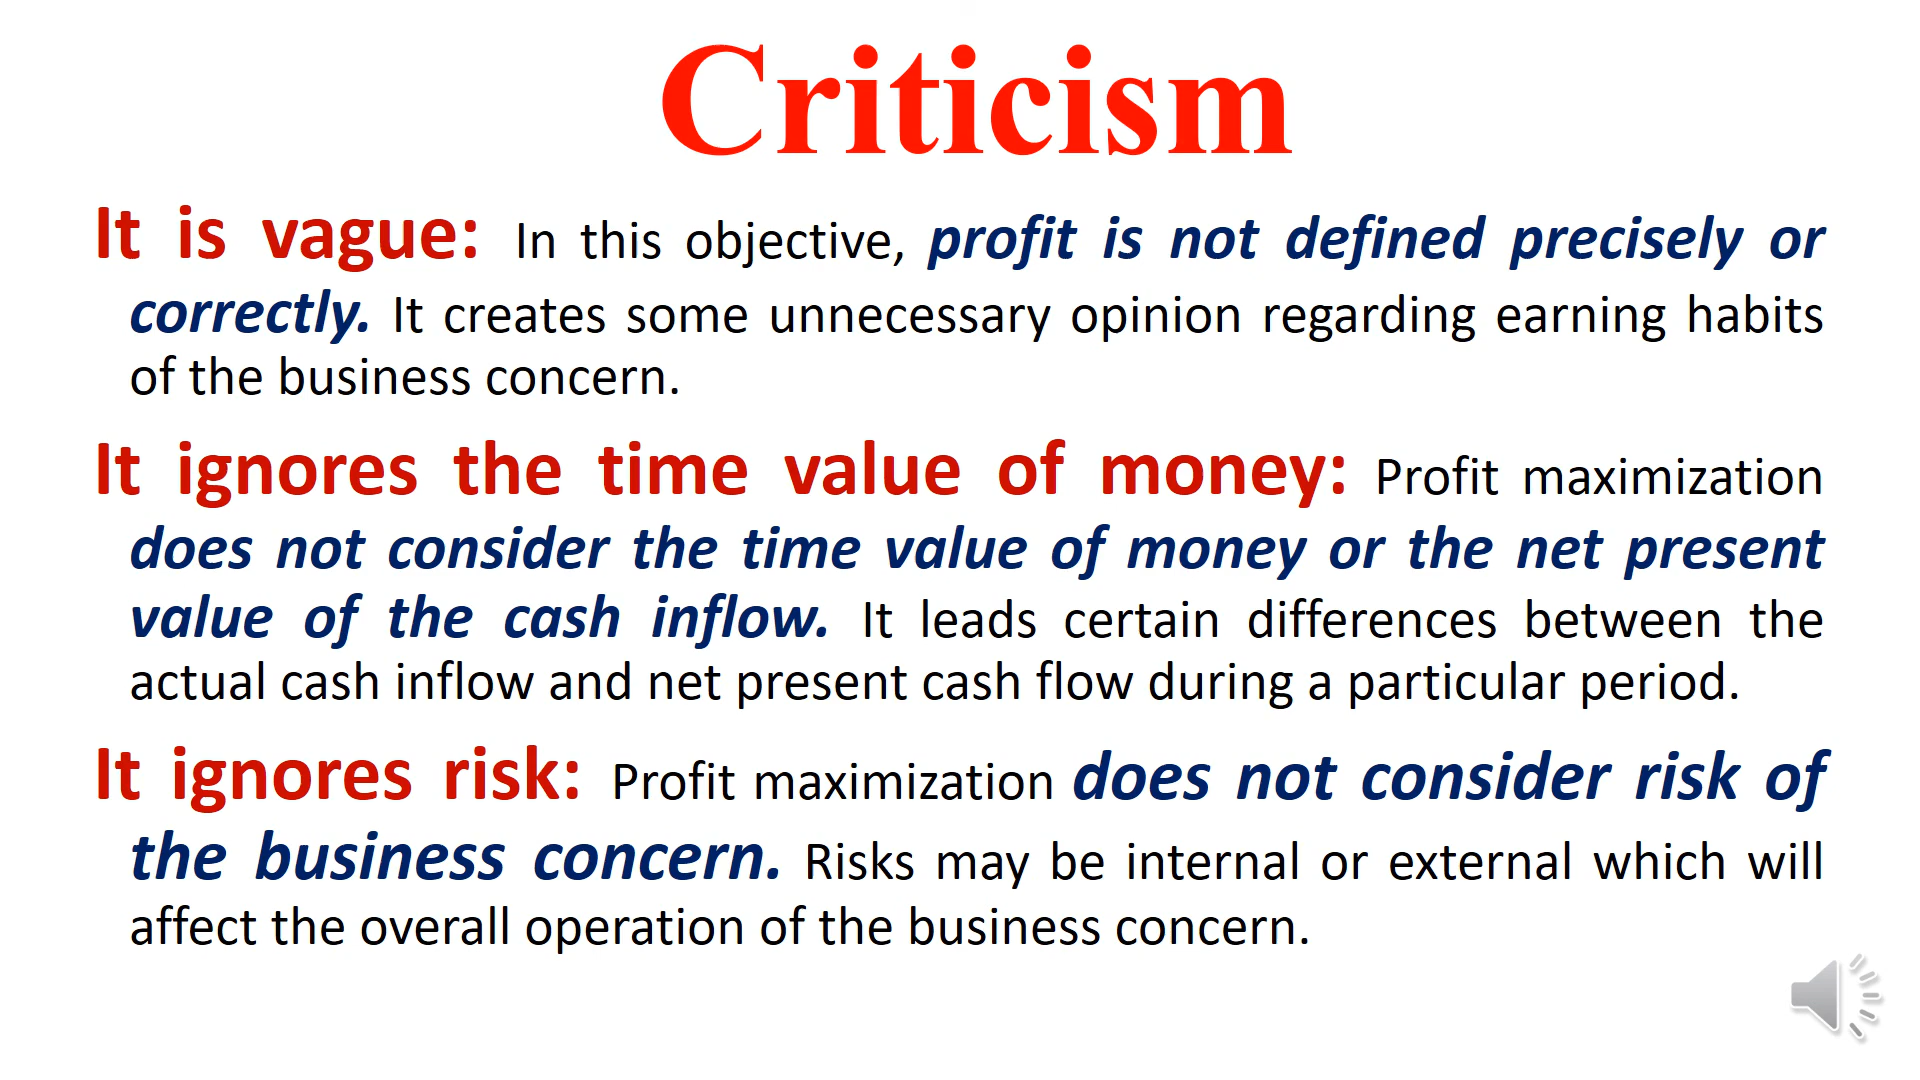 Criticism
It is vague: In this objective, profit is not defined precisely or
correctly. It creates some unnecessary opinion regarding earning habits
of the business concern.
It ignores the time value of money: Profit maximization
does not consider the time value of money or the net present
value of the cash inflow. It leads certain differences between the
actual cash inflow and net present cash flow during a particular period.
It ignores risk: Profit maximization does not consider risk of
the business concern. Risks may be internal or external which will
affect the overall operation of the business concern.